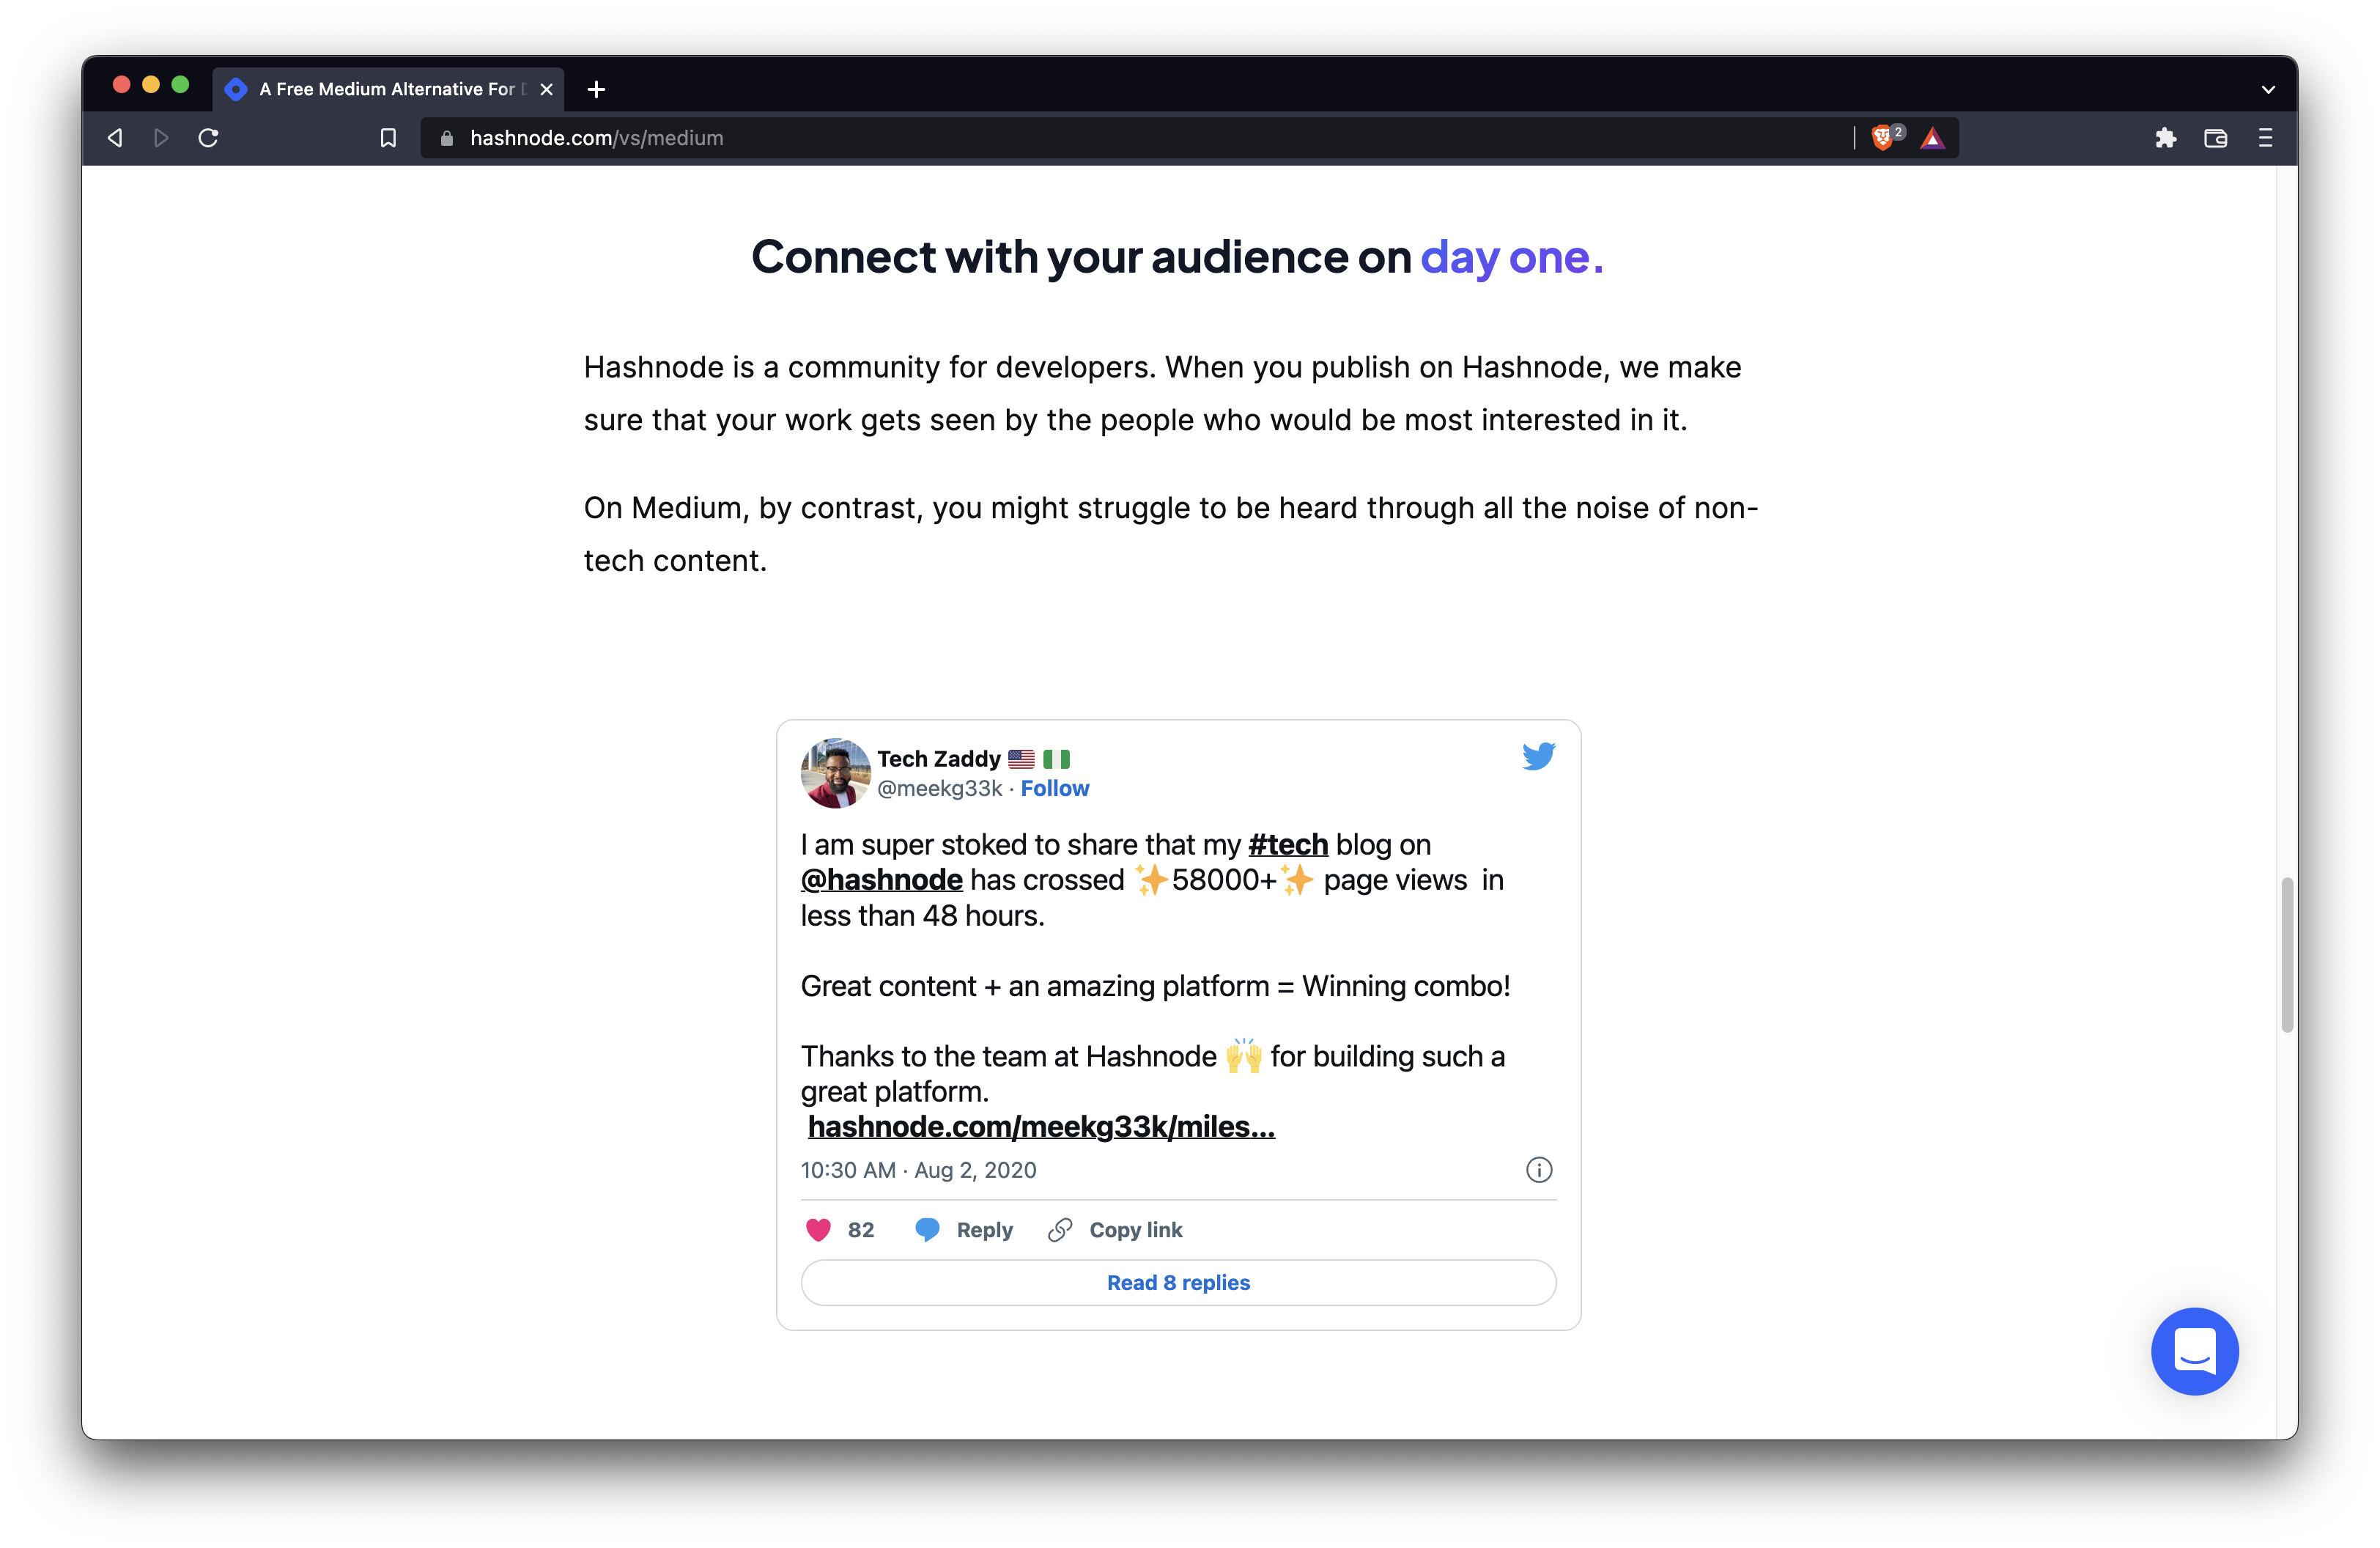 A Free Medium Alternative For
hashnode.com/vs/medium
2
Connect with your audience on day one.
Hashnode is a community for developers. When you publish on Hashnode, we make
sure that your work gets seen by the people who would be most interested in it.
On Medium, by contrast, you might struggle to be heard through all the noise of non-
tech content.
Tech Zaddy 🇺🇸 🇳🇬
@meekg33k · Follow
I am super stoked to share that my #tech blog on
@hashnode has crossed ✨58000+✨ page views in
less than 48 hours.
Great content + an amazing platform = Winning combo!
Thanks to the team at Hashnode 🙌 for building such a
great platform.
hashnode.com/meekg33k/miles...
10:30 AM · Aug 2, 2020
82 Reply Copy link
Read 8 replies